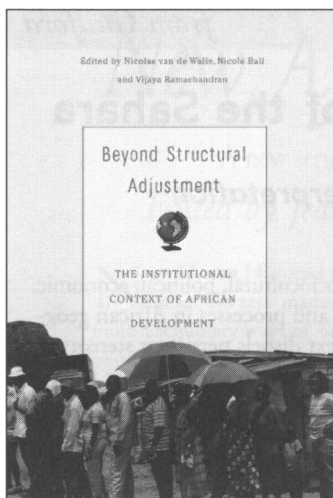 Edited by Nicolas van de Walle, Nicole Ball
and Vijaya Ramachandran
Beyond Structural
Adjustment
THE INSTITUTIONAL
CONTEXT OF AFRICAN
DEVELOPMENT